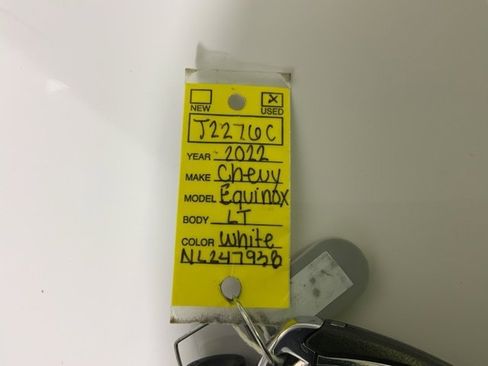 NEW USED
J2276C
YEAR 2022
MAKE Chevy
MODEL Equinox
BODY LT
COLOR White
NL247938